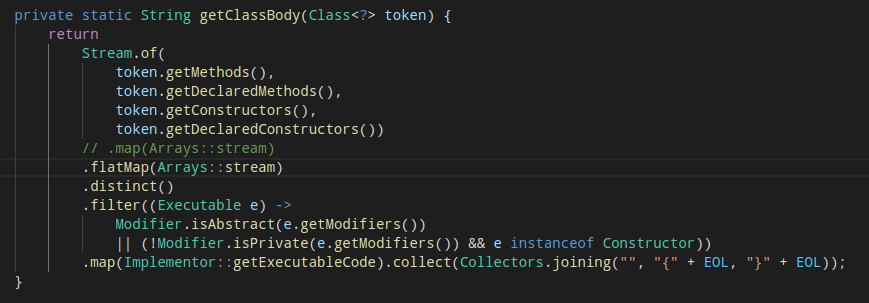 private static String getClassBody(Class<?> token) {
    return
        Stream.of(
            token.getMethods(),
            token.getDeclaredMethods(),
            token.getConstructors(),
            token.getDeclaredConstructors())
        // .map(Arrays::stream)
        .flatMap(Arrays::stream)
        .distinct()
        .filter((Executable e) ->
            Modifier.isAbstract(e.getModifiers())
            || (!Modifier.isPrivate(e.getModifiers()) && e instanceof Constructor))
        .map(Implementor::getExecutableCode).collect(Collectors.joining("", "{" + EOL, "}" + EOL));
}